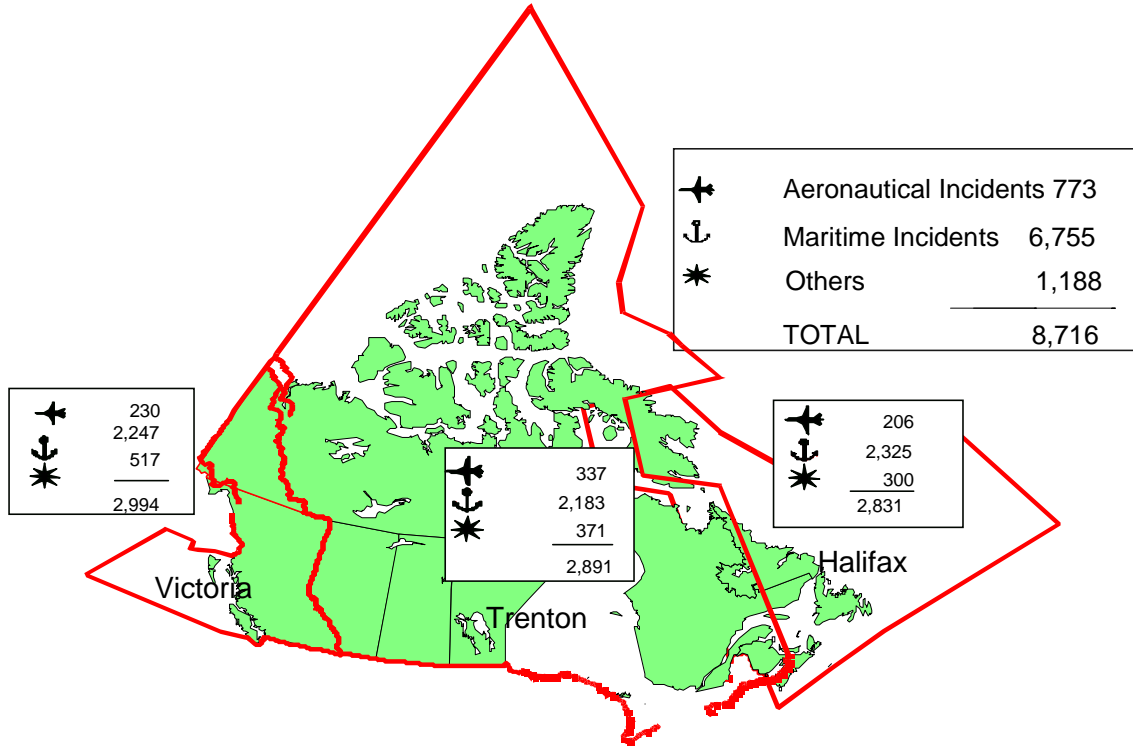 Aeronautical Incidents 773
Maritime Incidents 6,755
Others 1,188
TOTAL 8,716
230
2,247
517
2,994
337
2,183
371
2,891
206
2,325
300
2,831
Victoria
Trenton
Halifax